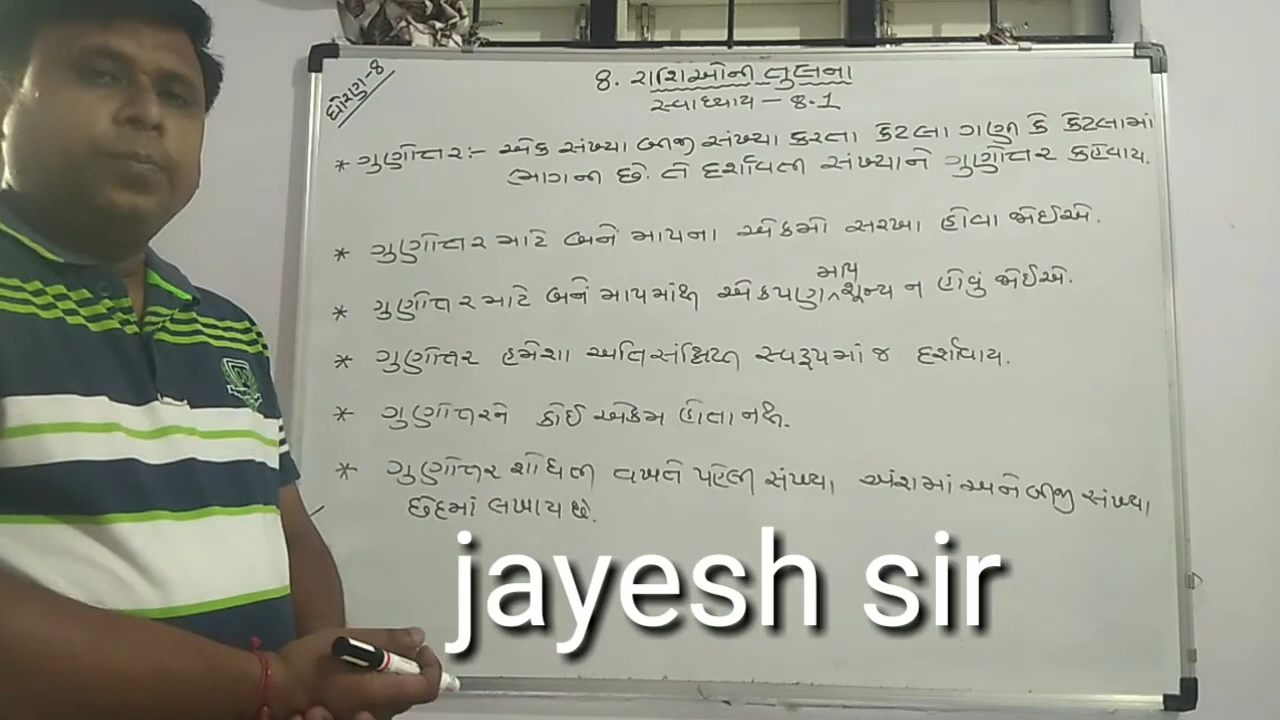 ધોરણ-8
8. રાશિઓની તુલના
સ્વાધ્યાય - 8.1
* ગુણોત્તર:- એક સંખ્યા બીજી સંખ્યા કરતા કેટલા ગણી કે કેટલામાં
ભાગની છે. તે દર્શાવતી સંખ્યાને ગુણોત્તર કહેવાય.
* ગુણોત્તર માટે બંને માપના એકમો સરખા હોવા જોઈએ.
માપ
* ગુણોત્તર માટે બંને માપમાંથી એકપણ શૂન્ય ન હોવું જોઈએ.
* ગુણોત્તર હમેશા અતિસંક્ષિપ્ત સ્વરૂપમાં જ દર્શાવાય.
* ગુણોત્તરને કોઈ એકમ હોતા નથી.
* ગુણોત્તર શોધતી વખતે પહેલી સંખ્યા અંશમાં અને બીજી સંખ્યા
છેદમાં લખાય છે.
jayesh sir